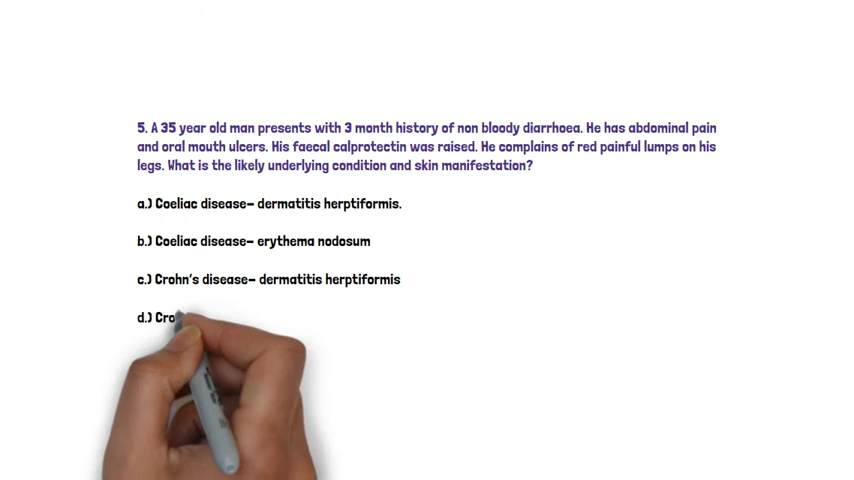 5. A 35 year old man presents with 3 month history of non bloody diarrhoea. He has abdominal pain
and oral mouth ulcers. His faecal calprotectin was raised. He complains of red painful lumps on his
legs. What is the likely underlying condition and skin manifestation?
a.) Coeliac disease– dermatitis herptiformis.
b.) Coeliac disease– erythema nodosum
c.) Crohn's disease– dermatitis herptiformis
d.) Cro